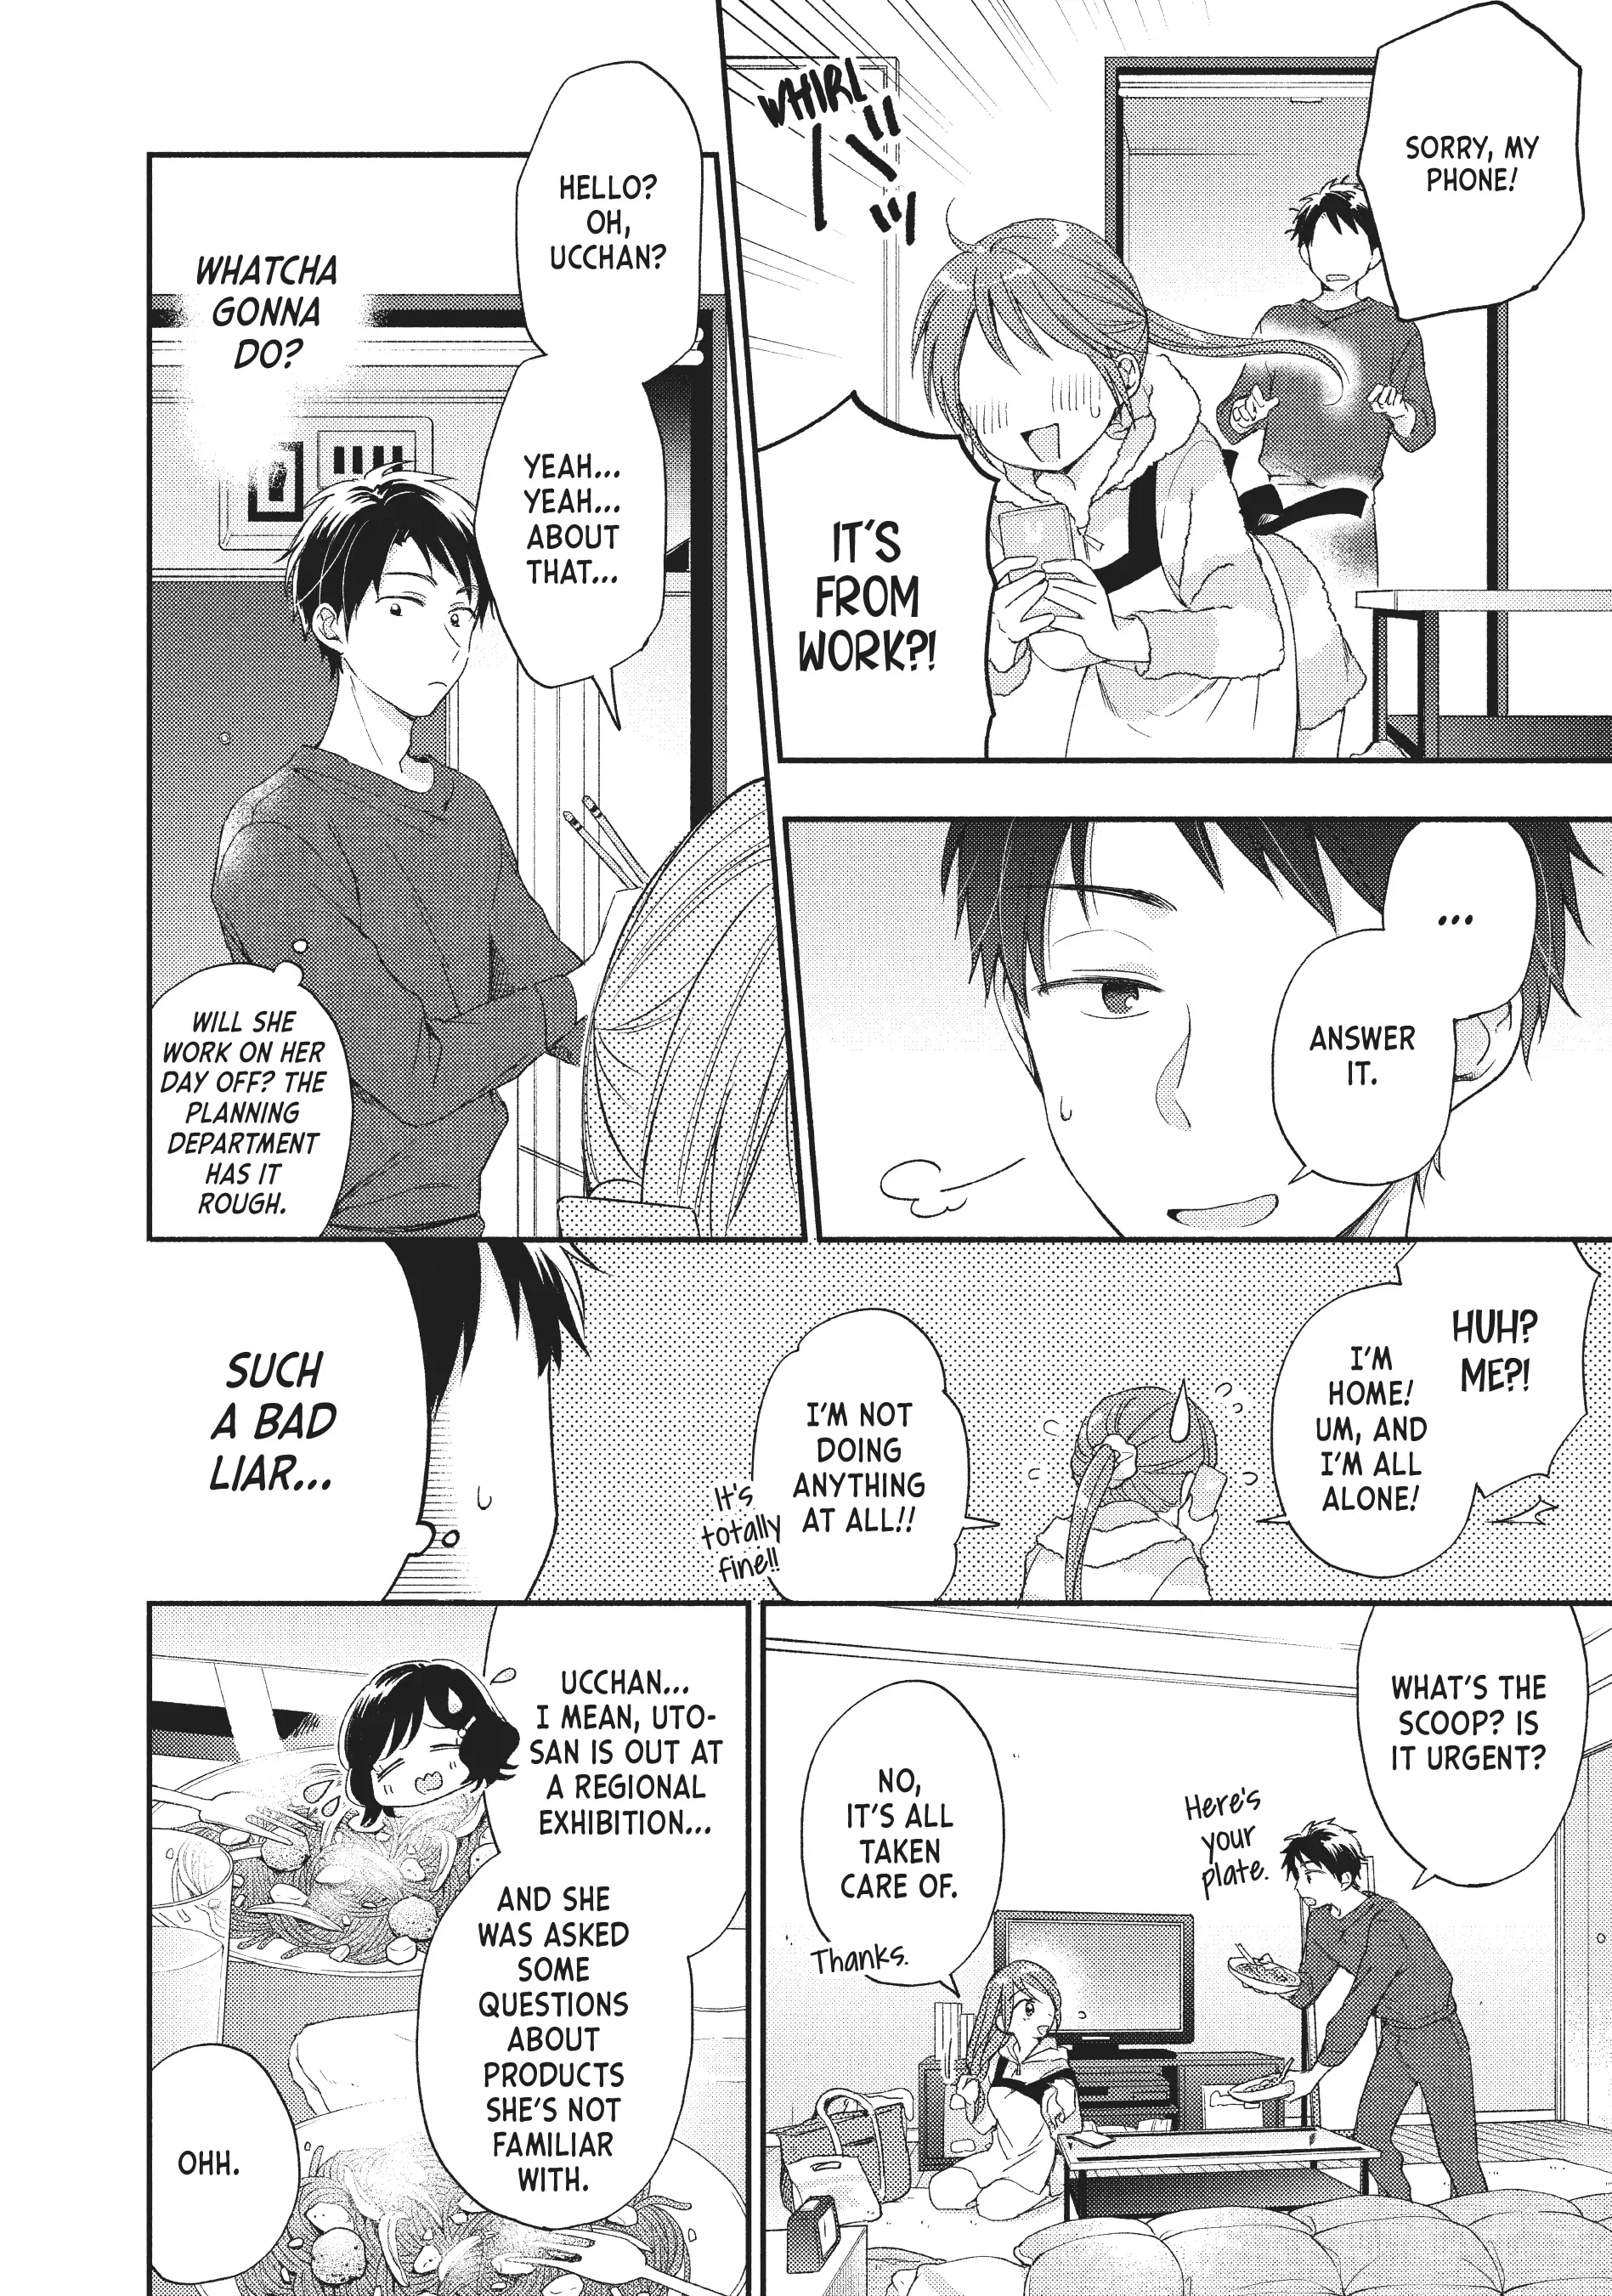 SORRY, MY
PHONE!
WHIRL
バッ
IT'S
FROM
WORK?!
...
ANSWER
IT.
HELLO?
OH,
UCCHAN?
YEAH...
YEAH...
ABOUT
THAT...
WHATCHA
GONNA
DO?
WILL SHE
WORK ON HER
DAY OFF? THE
PLANNING
DEPARTMENT
HAS IT
ROUGH.
HUH?
ME?!
I'M
HOME!
UM, AND
I'M ALL
ALONE!
I'M NOT
DOING
ANYTHING
AT ALL!!
It's
totally
fine!!
SUCH
A BAD
LIAR...
WHAT'S THE
SCOOP? IS
IT URGENT?
Here's
your
plate.
NO,
IT'S ALL
TAKEN
CARE OF.
Thanks.
UCCHAN...
I MEAN, UTO-
SAN IS OUT AT
A REGIONAL
EXHIBITION...
AND SHE
WAS ASKED
SOME
QUESTIONS
ABOUT
PRODUCTS
SHE'S NOT
FAMILIAR
WITH.
OHH.